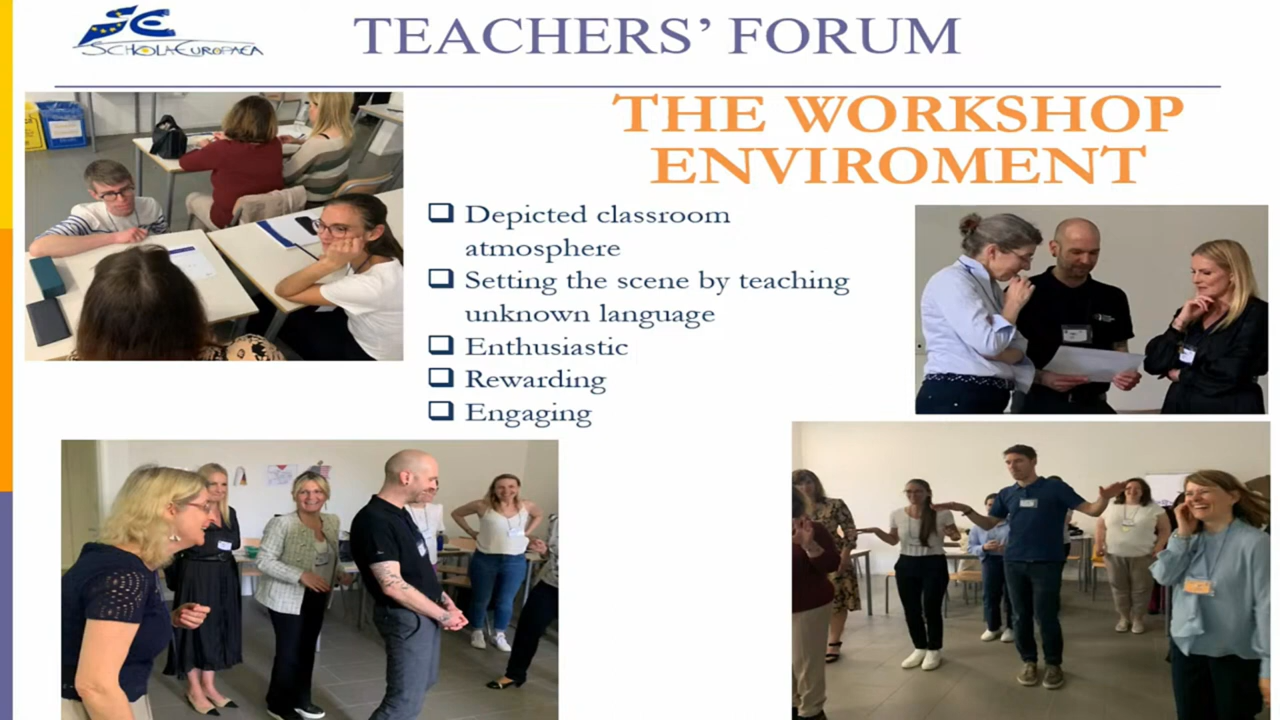 SCHOLA EUROPAEA
TEACHERS' FORUM
THE WORKSHOP
ENVIROMENT
Depicted classroom
atmosphere
Setting the scene by teaching
unknown language
Enthusiastic
Rewarding
Engaging